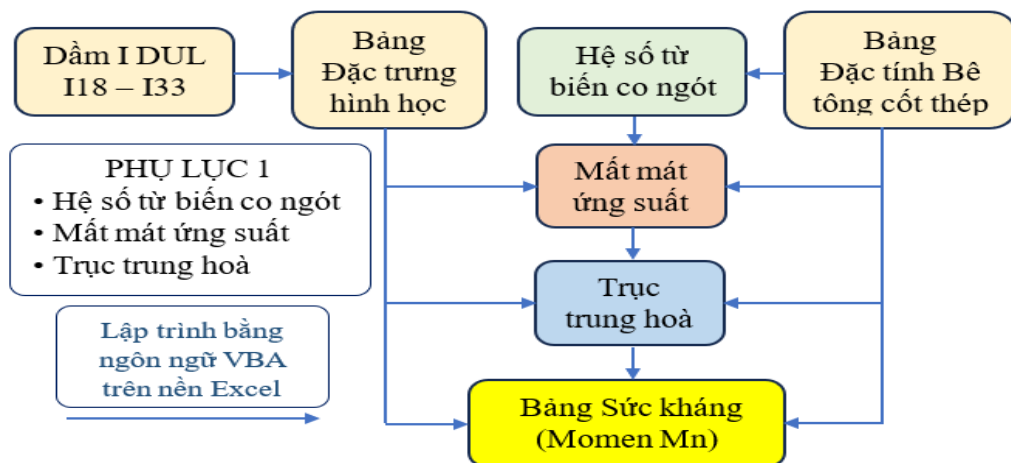 Dầm I DUL
I18 – I33
Bảng
Đặc trưng
hình học
Hệ số từ
biến co ngót
Bảng
Đặc tính Bê
tông cốt thép
PHỤ LỤC 1
• Hệ số từ biến co ngót
• Mất mát ứng suất
• Trục trung hoà
Mất mát
ứng suất
Trục
trung hoà
Lập trình bằng
ngôn ngữ VBA
trên nền Excel
Bảng Sức kháng
(Momen Mn)